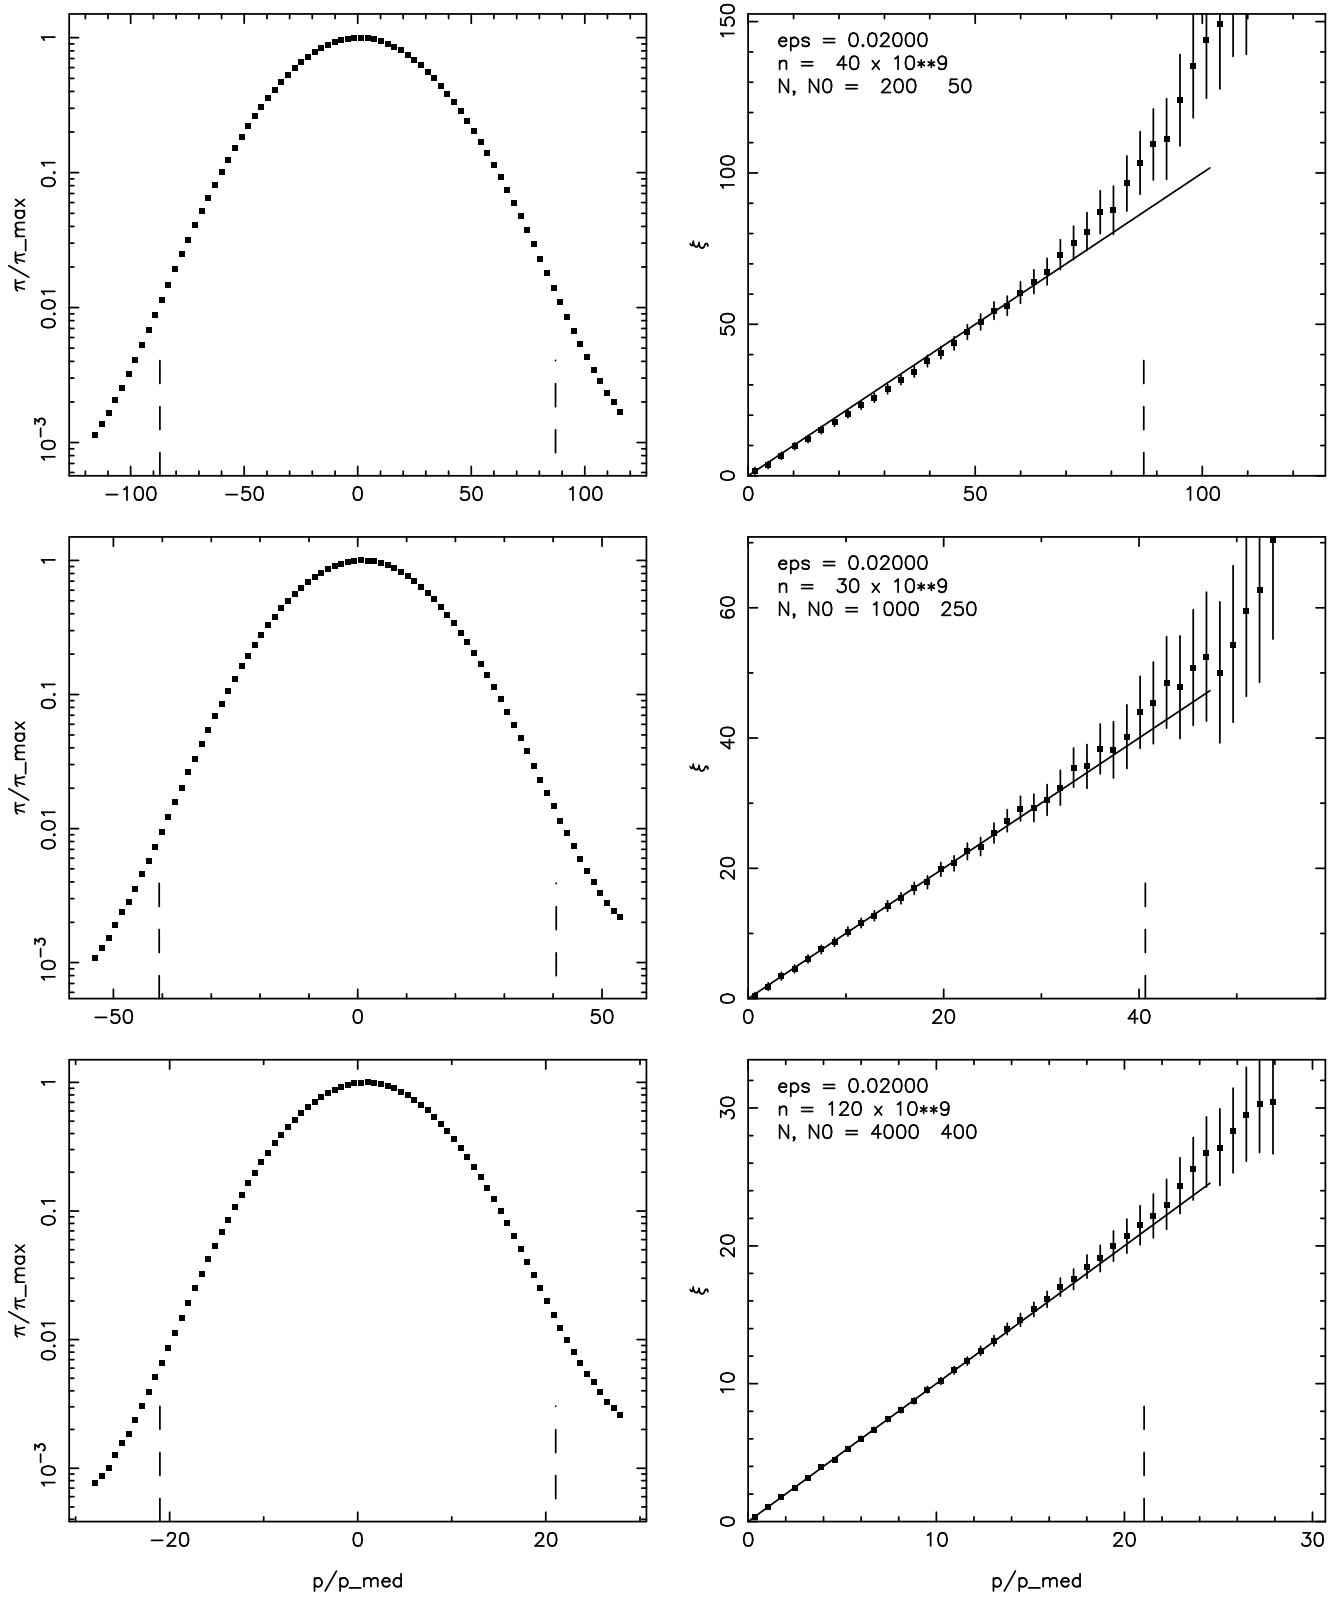 1
0.1
0.01
10−3
π/π_max
−100 −50 0 50 100
150
100
50
0
ξ
eps = 0.02000
n = 40 x 10**9
N, N0 = 200 50
0 50 100
1
0.1
0.01
10−3
π/π_max
−50 0 50
60
40
20
0
ξ
eps = 0.02000
n = 30 x 10**9
N, N0 = 1000 250
0 20 40
1
0.1
0.01
10−3
π/π_max
−20 0 20
p/p_med
30
20
10
0
ξ
eps = 0.02000
n = 120 x 10**9
N, N0 = 4000 400
0 10 20 30
p/p_med